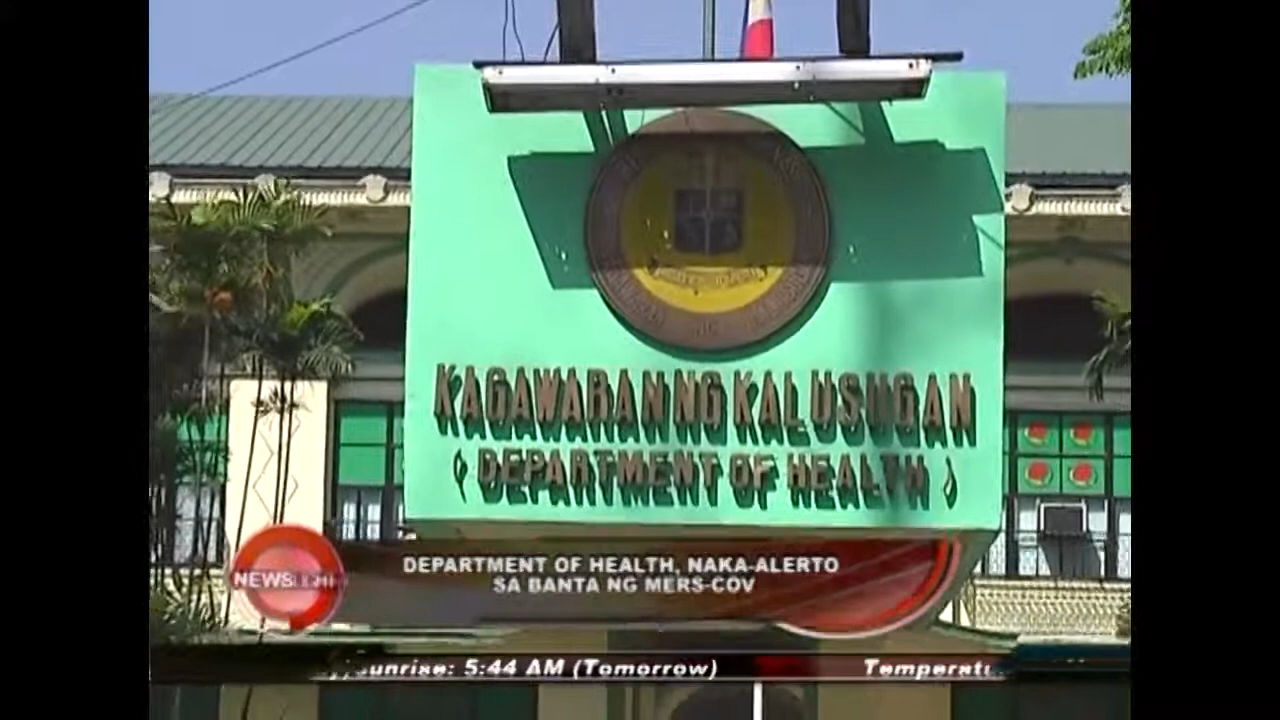 KAGAWARAN NG KALUSUGAN
(DEPARTMENT OF HEALTH)
NEWS
DEPARTMENT OF HEALTH, NAKA-ALERTO
SA BANTA NG MERS-COV
Sunrise: 5:44 AM (Tomorrow)